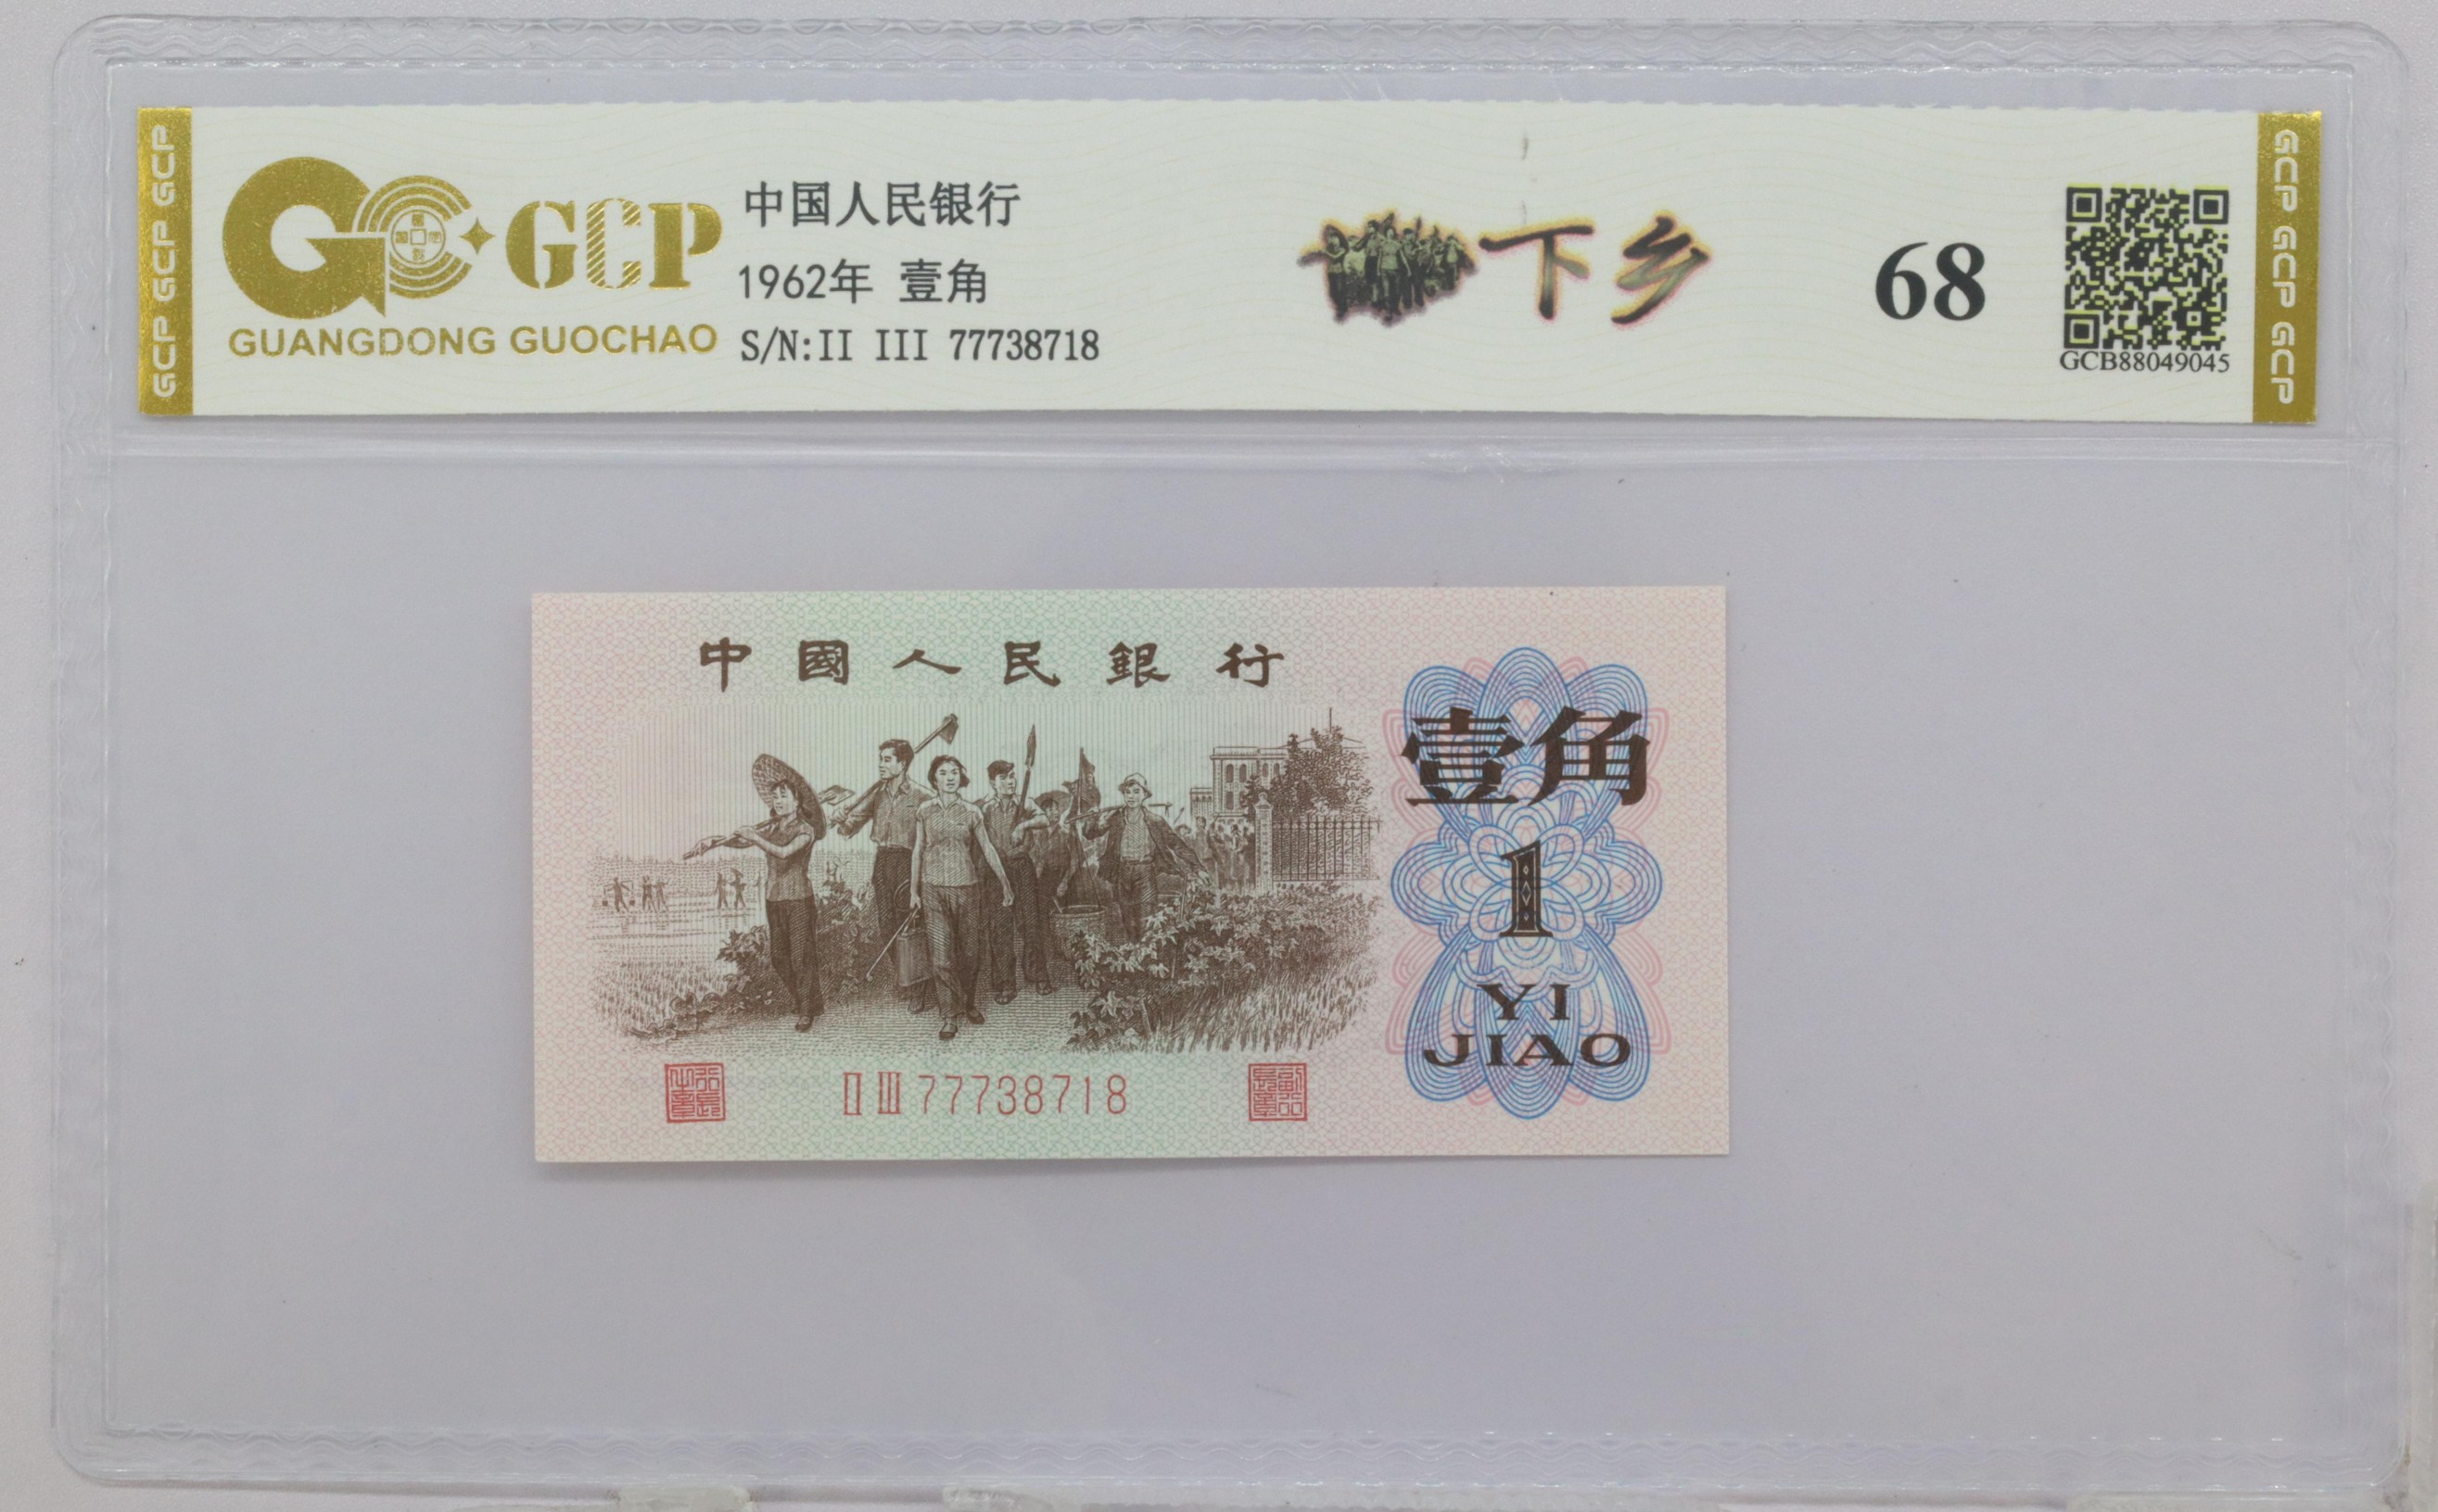 GCP GCP GCP
GCP
GUANGDONG GUOCHAO
中国人民银行
1962年 壹角
S/N:II III 77738718
下乡
68
GCB88049045
GCP GCP GCP
中國人民銀行
壹角
1
YI
JIAO
II III 77738718